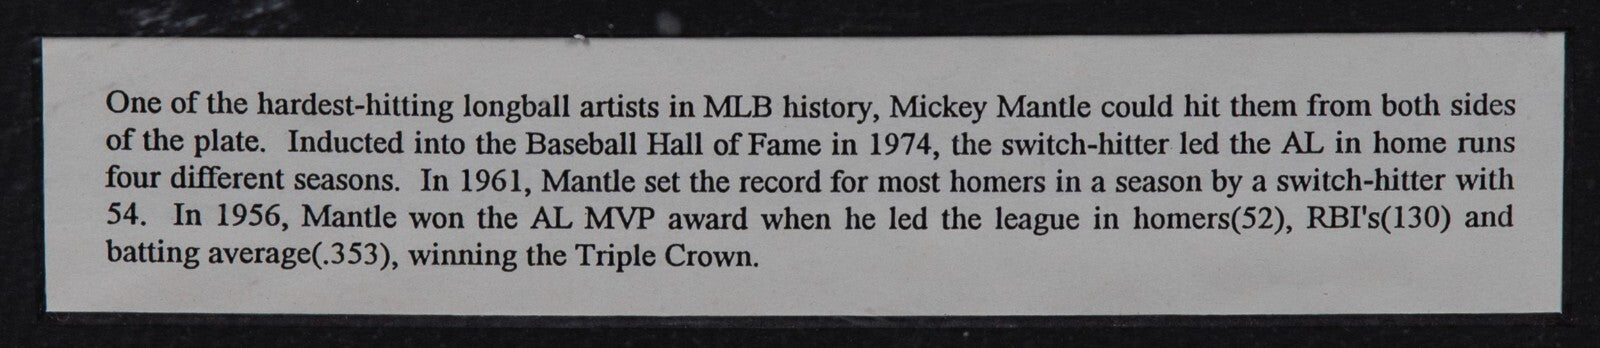 One of the hardest-hitting longball artists in MLB history, Mickey Mantle could hit them from both sides
of the plate.  Inducted into the Baseball Hall of Fame in 1974, the switch-hitter led the AL in home runs
four different seasons.  In 1961, Mantle set the record for most homers in a season by a switch-hitter with
54.  In 1956, Mantle won the AL MVP award when he led the league in homers(52), RBI's(130) and
batting average(.353), winning the Triple Crown.